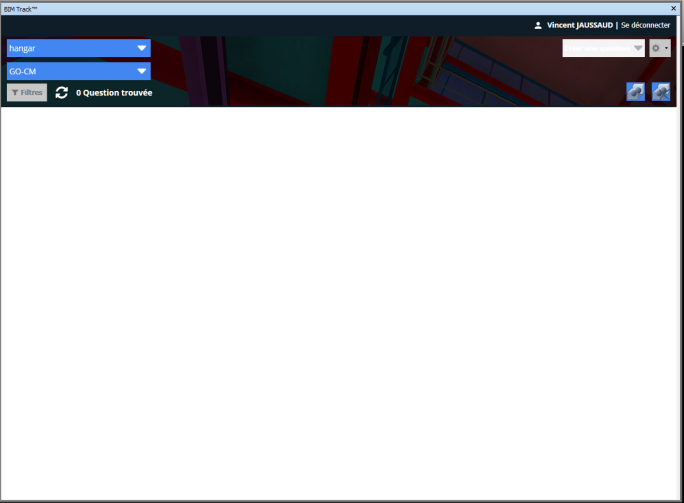 BIM Track™
Vincent JAUSSAUD | Se déconnecter
hangar
GO-CM
Filtres
0 Question trouvée